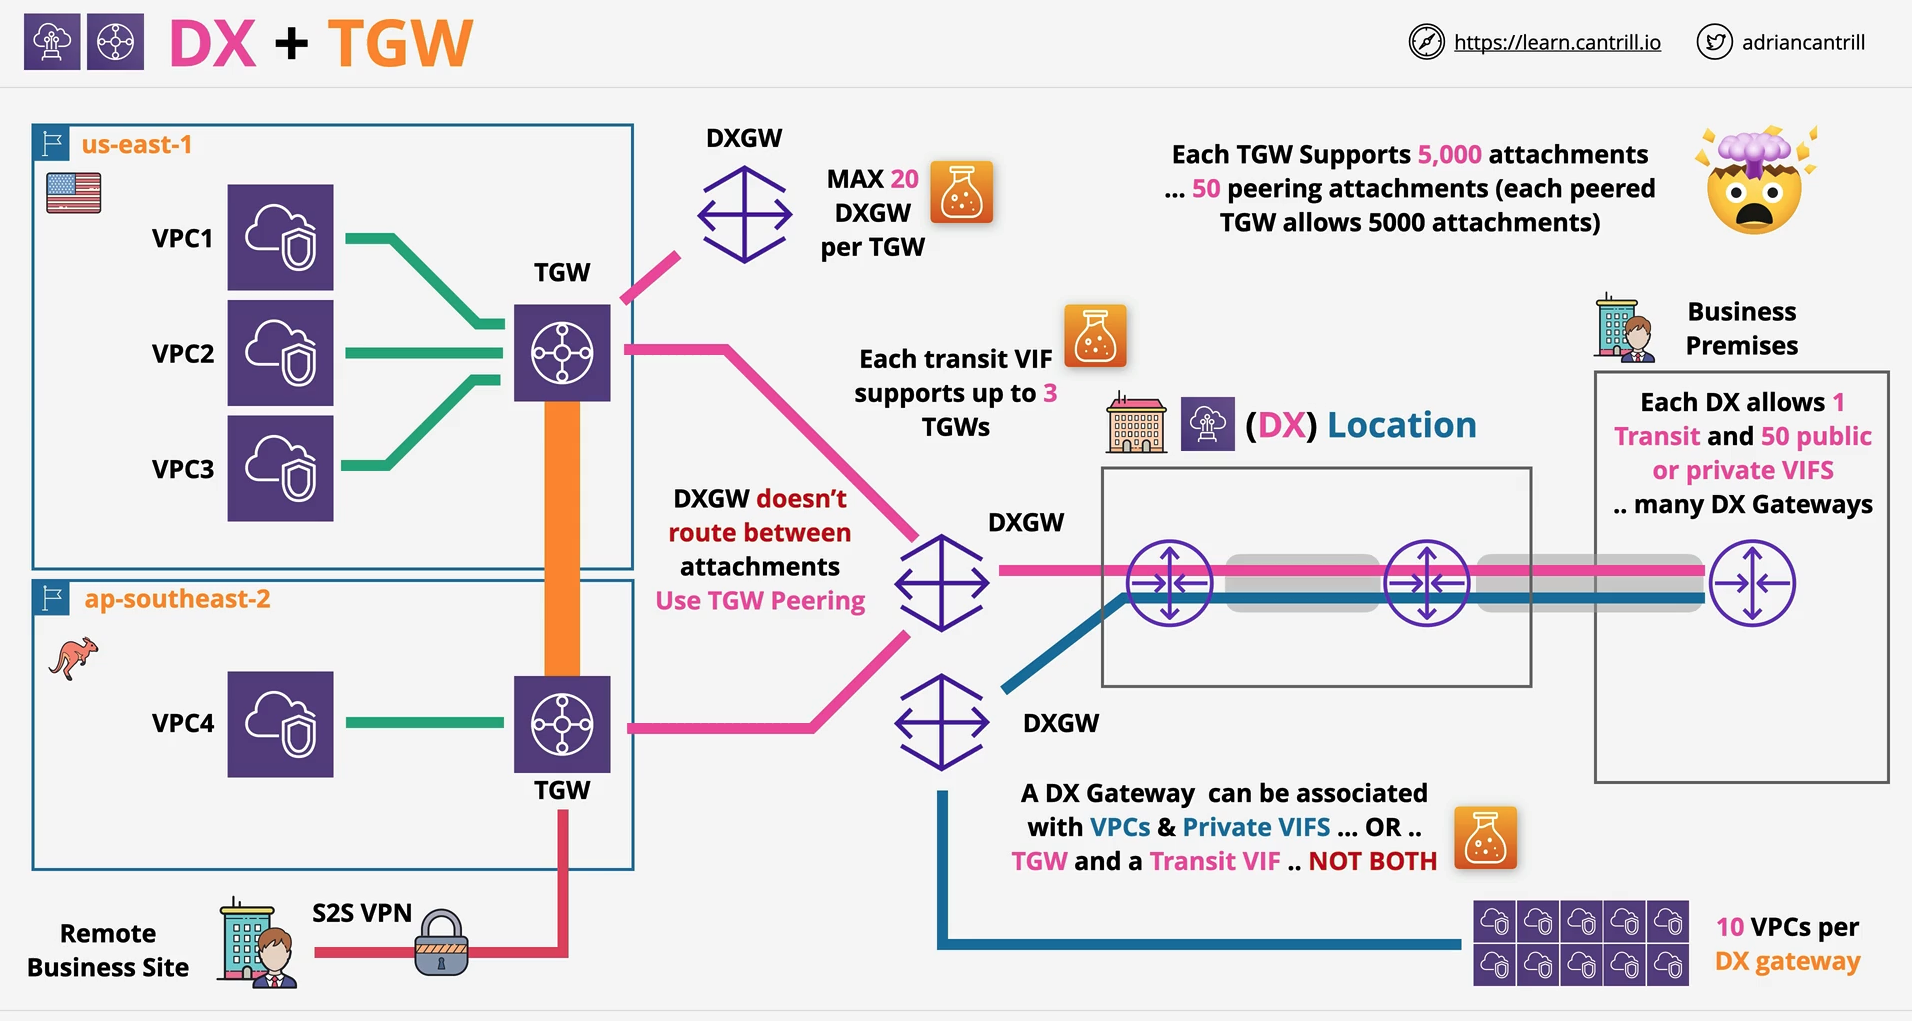 DX + TGW
https://learn.cantrill.io
adriancantrill
us-east-1
VPC1
VPC2
VPC3
TGW
DXGW
MAX 20
DXGW
per TGW
Each TGW Supports 5,000 attachments
... 50 peering attachments (each peered
TGW allows 5000 attachments)
Each transit VIF
supports up to 3
TGWs
(DX) Location
Business
Premises
Each DX allows 1
Transit and 50 public
or private VIFS
.. many DX Gateways
DXGW doesn't
route between
attachments
Use TGW Peering
DXGW
ap-southeast-2
VPC4
TGW
DXGW
A DX Gateway can be associated
with VPCs & Private VIFS ... OR ..
TGW and a Transit VIF .. NOT BOTH
Remote
Business Site
S2S VPN
10 VPCs per
DX gateway